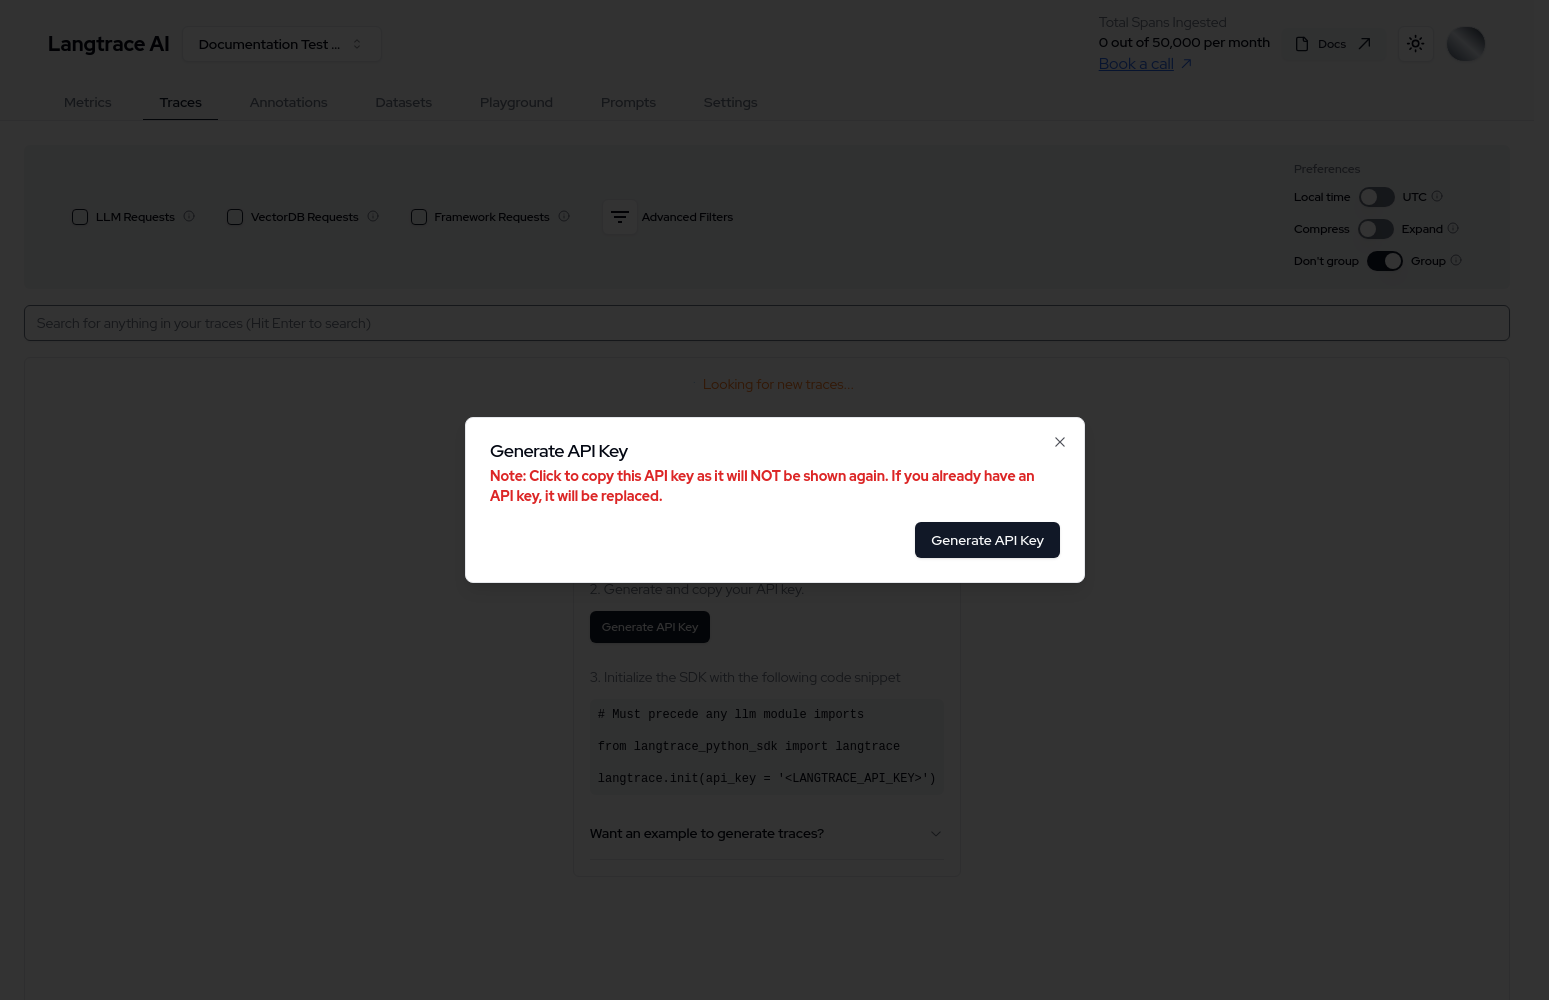 Langtrace AI
Documentation Test ...
Total Spans Ingested
0 out of 50,000 per month
Book a call
Docs
Metrics
Traces
Annotations
Datasets
Playground
Prompts
Settings
LLM Requests
VectorDB Requests
Framework Requests
Advanced Filters
Preferences
Local time
UTC
Compress
Expand
Don't group
Group
Search for anything in your traces (Hit Enter to search)
Looking for new traces...
Generate API Key
Note: Click to copy this API key as it will NOT be shown again. If you already have an
API key, it will be replaced.
Generate API Key
2. Generate and copy your API key.
Generate API Key
3. Initialize the SDK with the following code snippet
# Must precede any llm module imports
from langtrace_python_sdk import langtrace
langtrace.init(api_key = '<LANGTRACE_API_KEY>')
Want an example to generate traces?